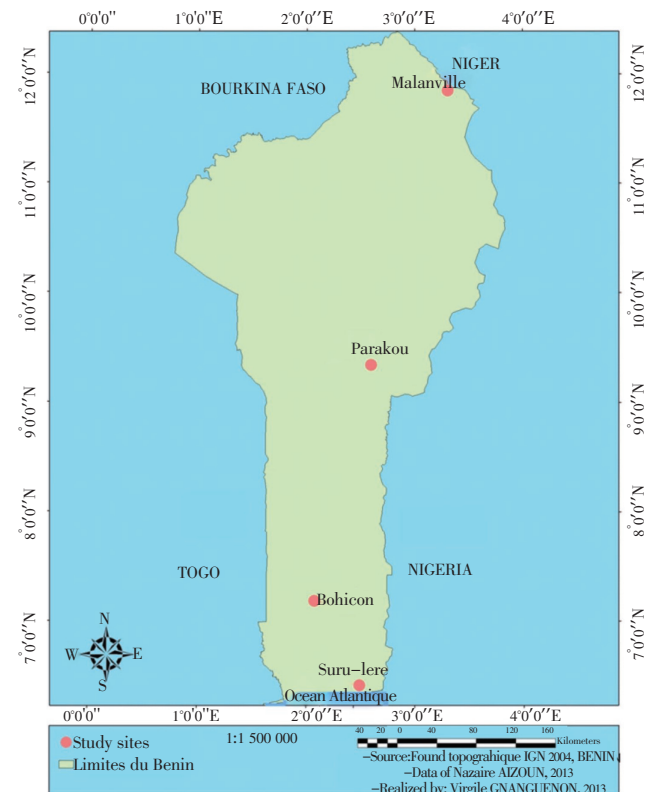 0°0'0" 1°0'0"E 2°0'0"E 3°0'0"E 4°0'0"E
12°0'0"N 12°0'0"N
NIGER
BOURKINA FASO
Malanville
11°0'0"N 11°0'0"N
10°0'0"N 10°0'0"N
Parakou
9°0'0"N 9°0'0"N
8°0'0"N 8°0'0"N
TOGO
NIGERIA
Bohicon
7°0'0"N 7°0'0"N
N
W E
S
Suru-lere
Ocean Atlantique
0°0'0" 1°0'0"E 2°0'0"E 3°0'0"E 4°0'0"E
Study sites
1:1 500 000
40 20 0 40 80 120 160
Kilometers
Limites du Benin
-Source:Found topograhique IGN 2004, BENIN
-Data of Nazaire AIZOUN, 2013
-Realized by: Virgile GNANGUENON, 2013